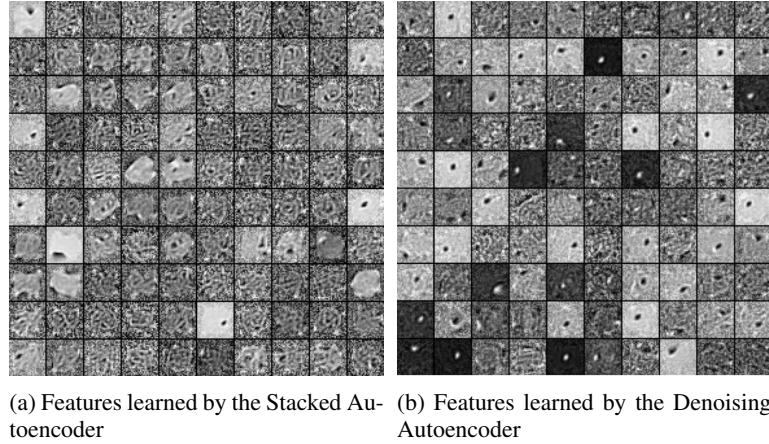 (a) Features learned by the Stacked Au-
toencoder
(b) Features learned by the Denoising
Autoencoder